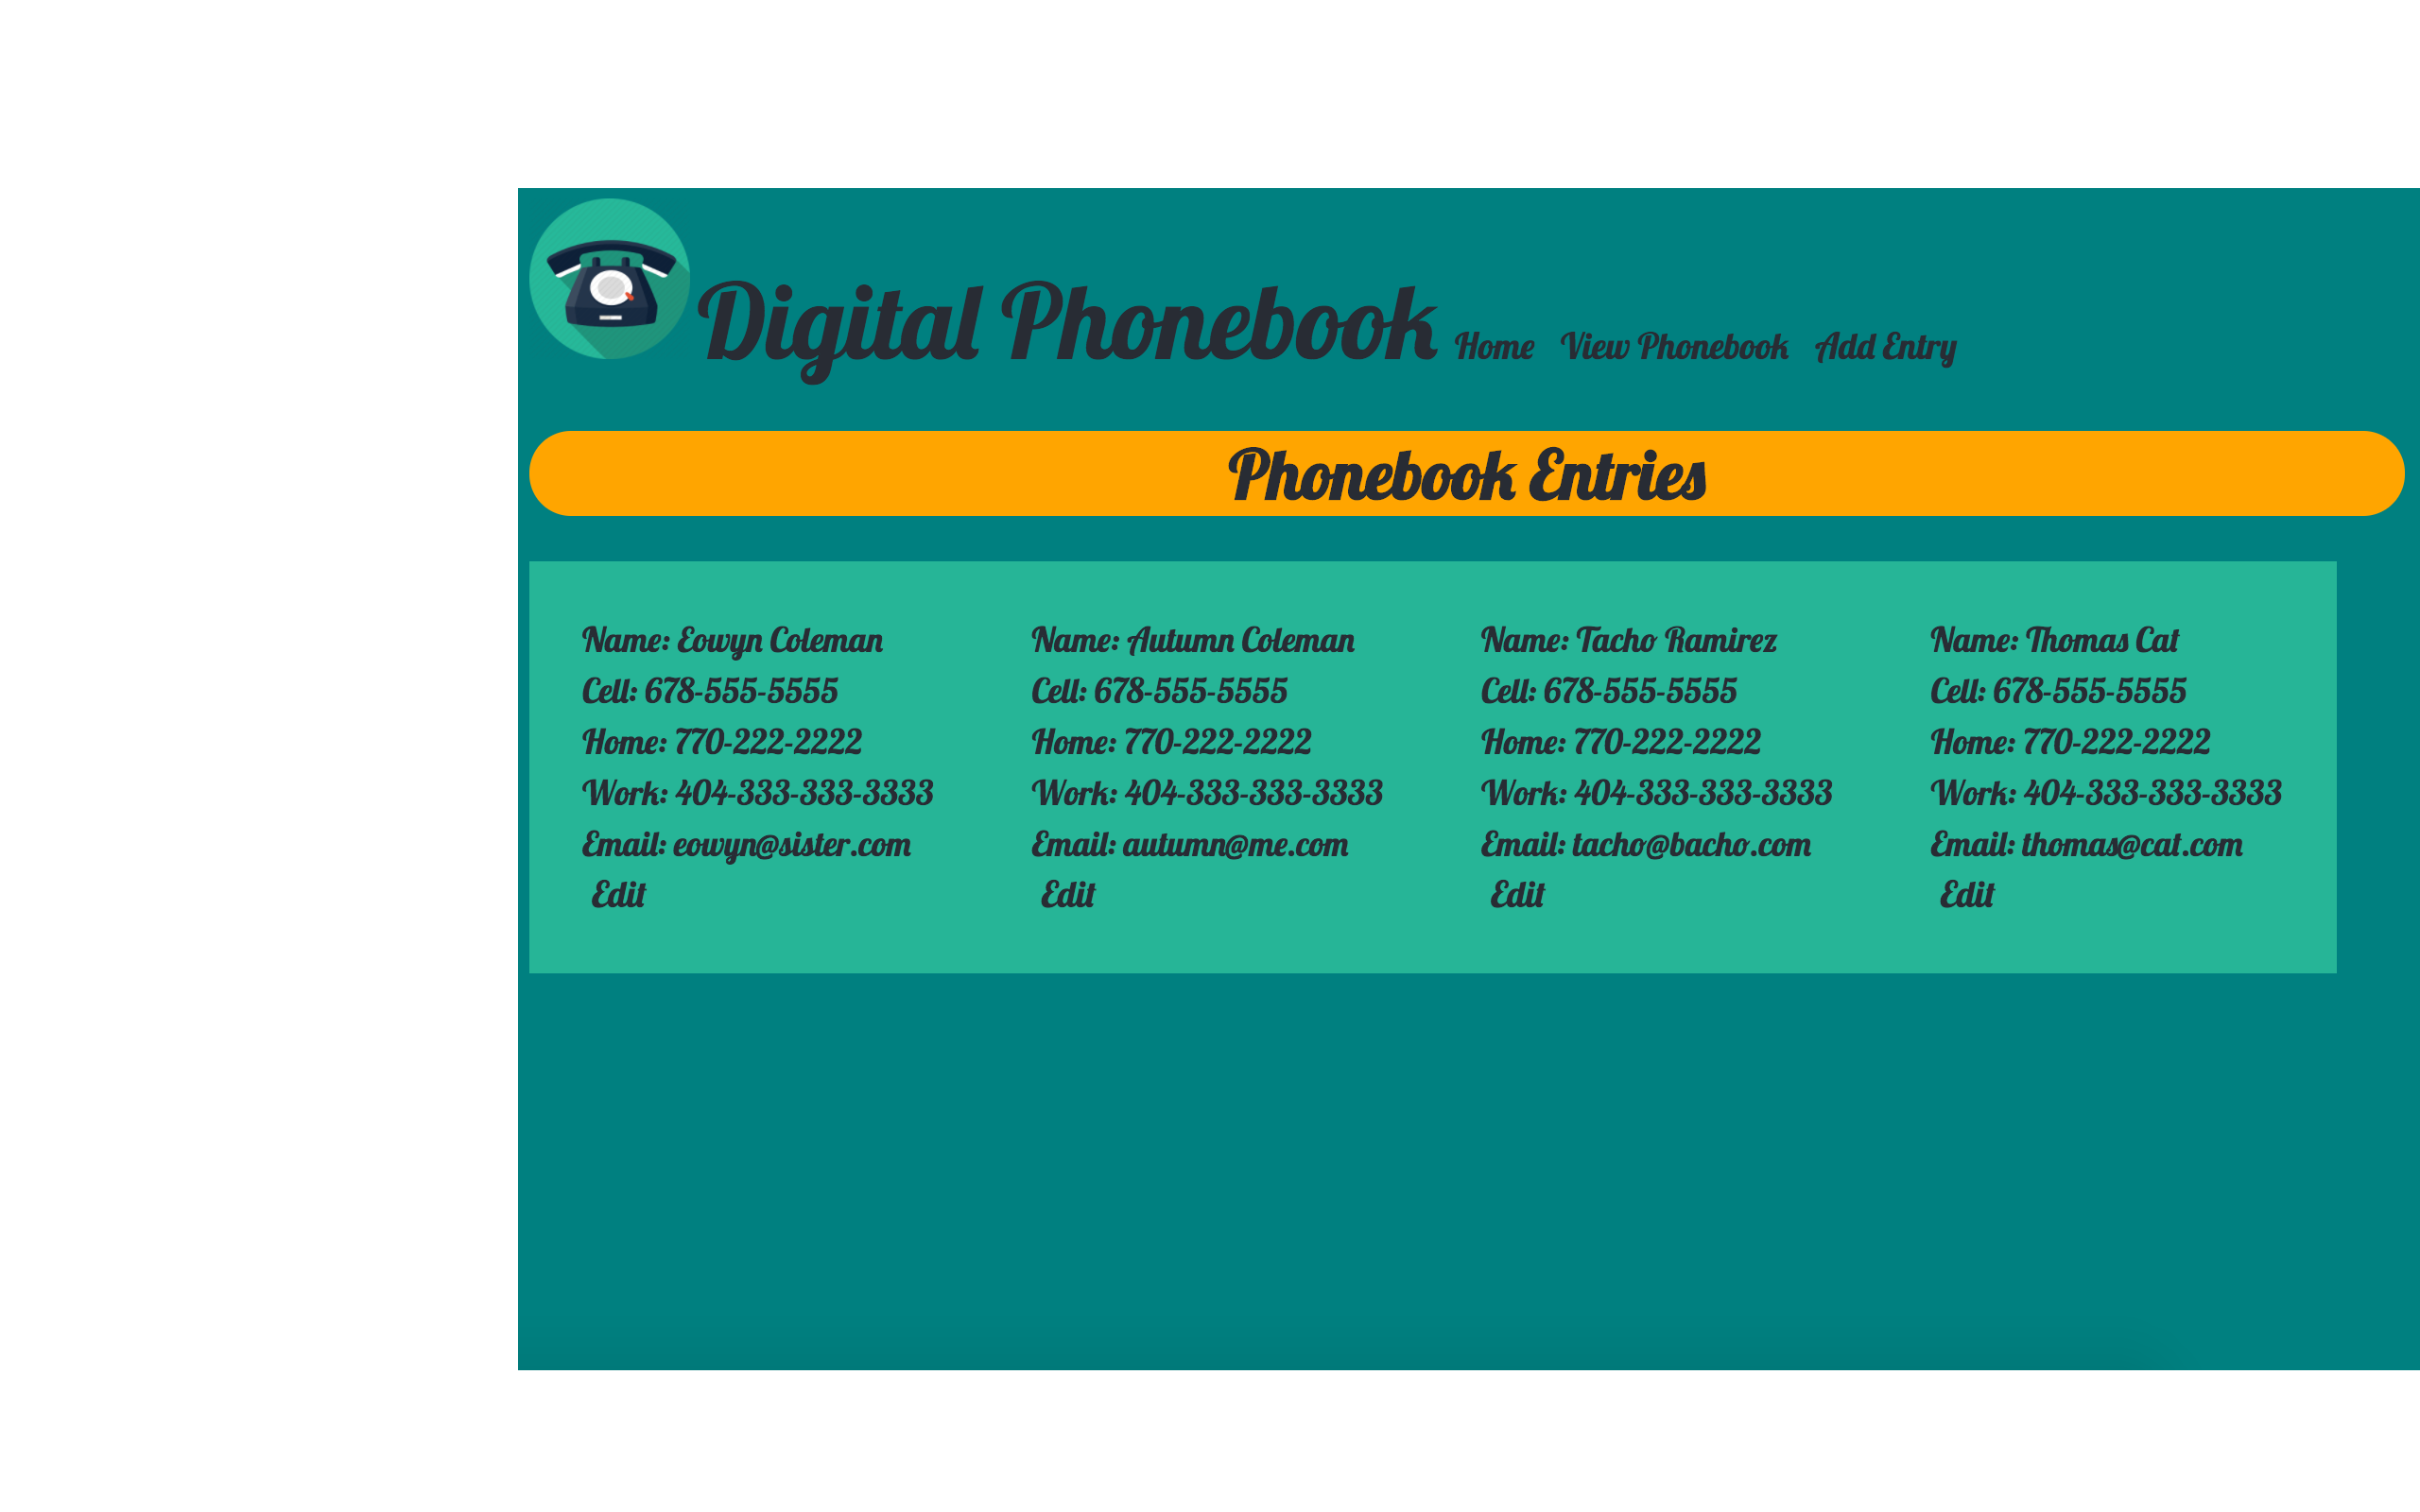 Digital Phonebook Home View Phonebook Add Entry
Phonebook Entries
Name: Eowyn Coleman
Cell: 678-555-5555
Home: 770-222-2222
Work: 404-333-333-3333
Email: eowyn@sister.com
Edit
Name: Autumn Coleman
Cell: 678-555-5555
Home: 770-222-2222
Work: 404-333-333-3333
Email: autumn@me.com
Edit
Name: Tacho Ramirez
Cell: 678-555-5555
Home: 770-222-2222
Work: 404-333-333-3333
Email: tacho@bacho.com
Edit
Name: Thomas Cat
Cell: 678-555-5555
Home: 770-222-2222
Work: 404-333-333-3333
Email: thomas@cat.com
Edit